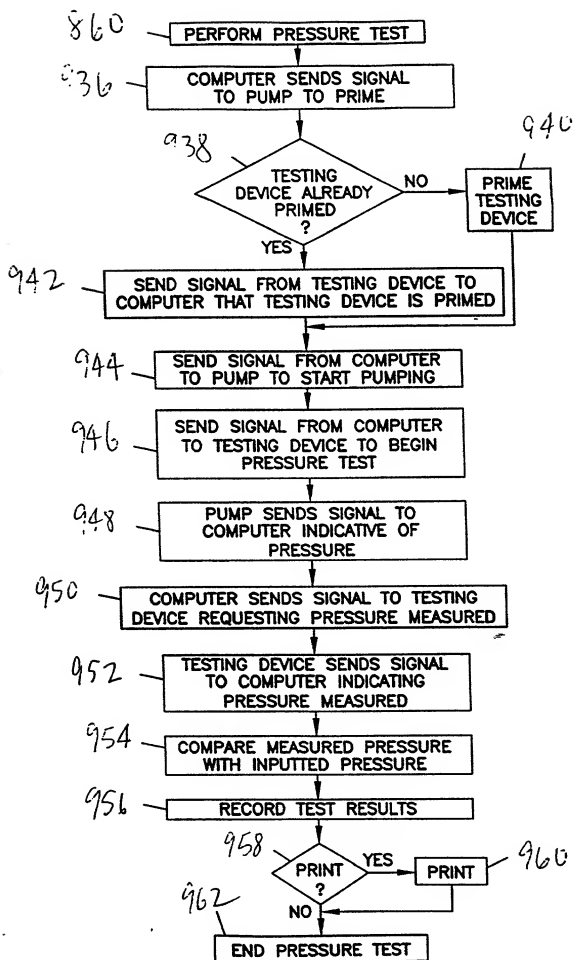 860
PERFORM PRESSURE TEST
936
COMPUTER SENDS SIGNAL
TO PUMP TO PRIME
938
TESTING
DEVICE ALREADY
PRIMED
?
NO
940
PRIME
TESTING
DEVICE
YES
942
SEND SIGNAL FROM TESTING DEVICE TO
COMPUTER THAT TESTING DEVICE IS PRIMED
944
SEND SIGNAL FROM COMPUTER
TO PUMP TO START PUMPING
946
SEND SIGNAL FROM COMPUTER
TO TESTING DEVICE TO BEGIN
PRESSURE TEST
948
PUMP SENDS SIGNAL TO
COMPUTER INDICATIVE OF
PRESSURE
950
COMPUTER SENDS SIGNAL TO TESTING
DEVICE REQUESTING PRESSURE MEASURED
952
TESTING DEVICE SENDS SIGNAL
TO COMPUTER INDICATING
PRESSURE MEASURED
954
COMPARE MEASURED PRESSURE
WITH INPUTTED PRESSURE
956
RECORD TEST RESULTS
958
PRINT
?
YES
PRINT
960
NO
962
END PRESSURE TEST